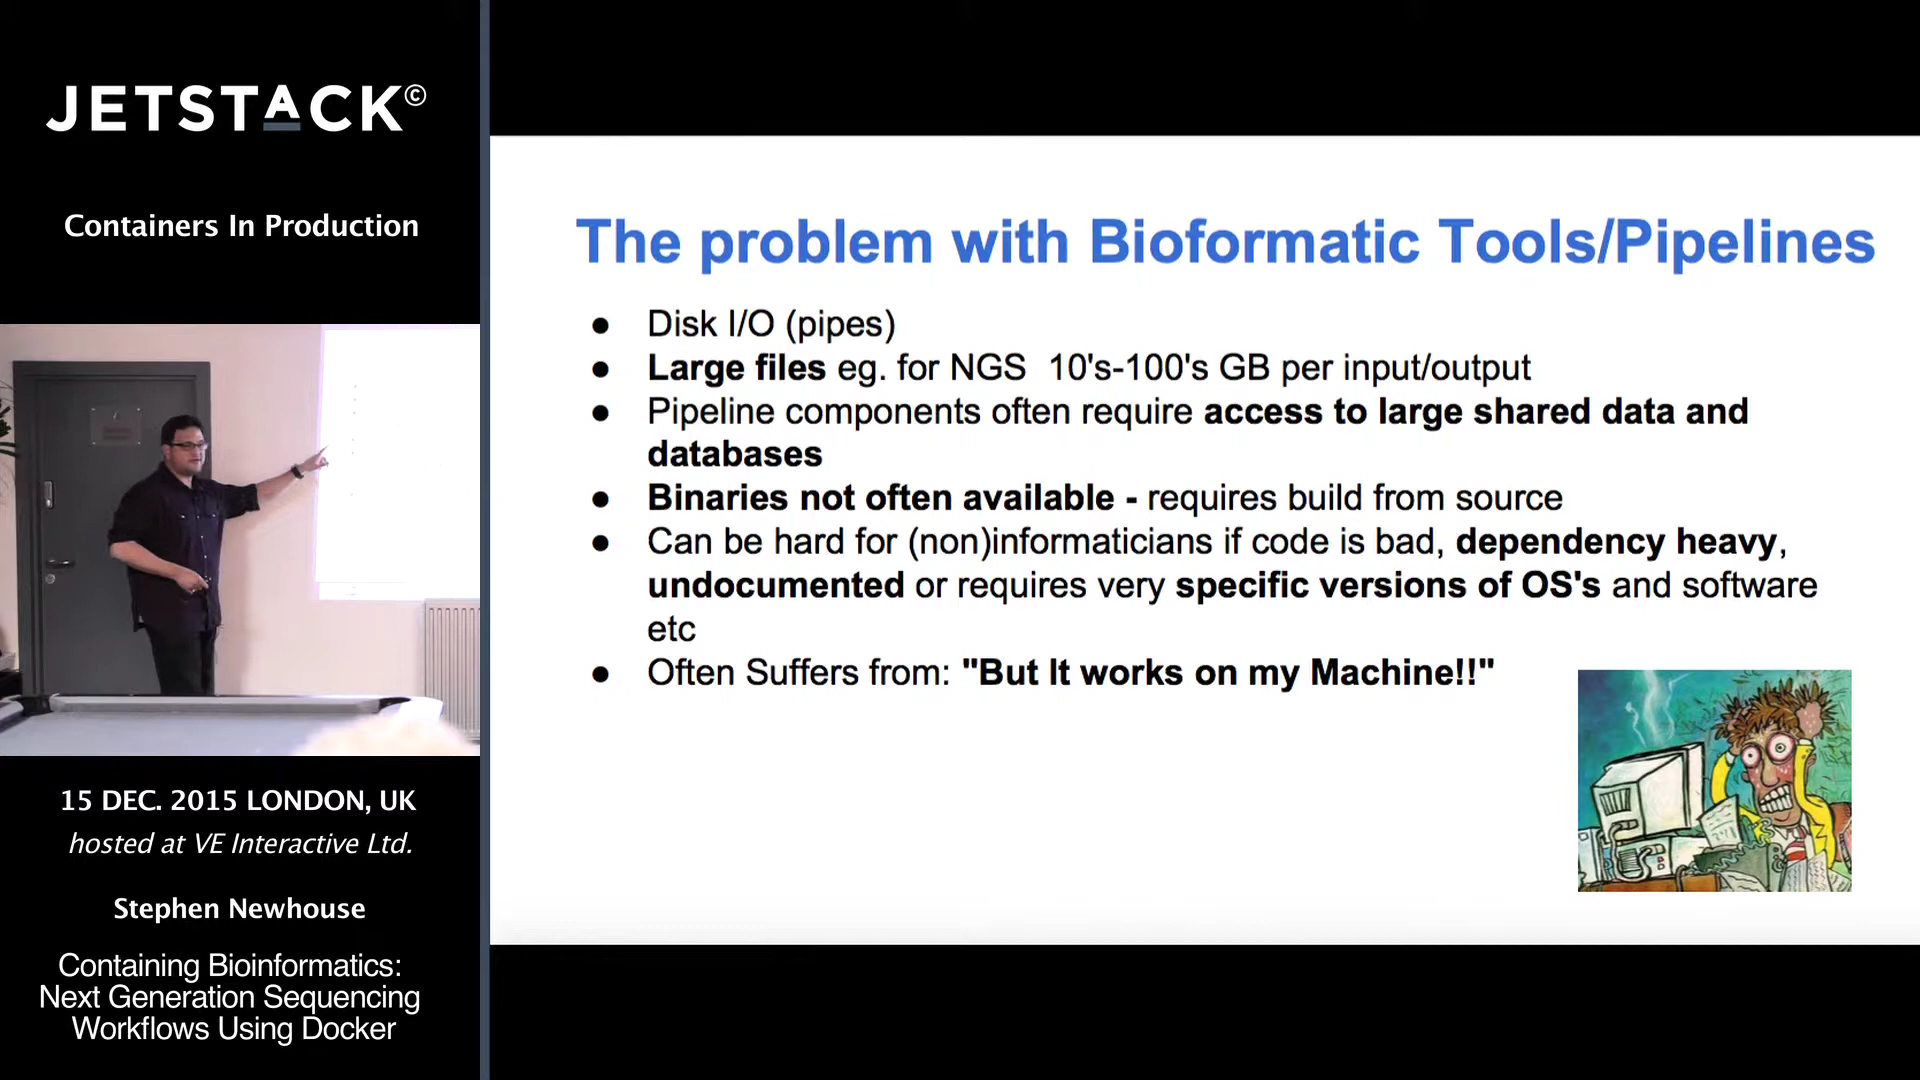 JETSTACK©
Containers In Production
15 DEC. 2015 LONDON, UK
hosted at VE Interactive Ltd.
Stephen Newhouse
Containing Bioinformatics:
Next Generation Sequencing
Workflows Using Docker
The problem with Bioformatic Tools/Pipelines
● Disk I/O (pipes)
● Large files eg. for NGS 10's-100's GB per input/output
● Pipeline components often require access to large shared data and
databases
● Binaries not often available - requires build from source
● Can be hard for (non)informaticians if code is bad, dependency heavy,
undocumented or requires very specific versions of OS's and software
etc
● Often Suffers from: "But It works on my Machine!!"